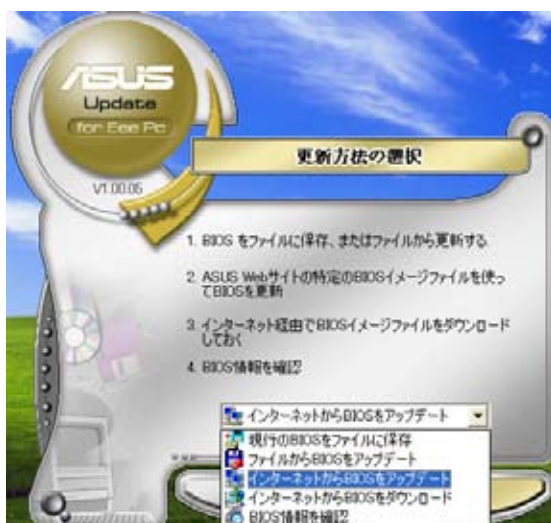 ASUS
Update
for Eee Pc
V1.00.05
更新方法の選択
1. BIOS をファイルに保存、またはファイルから更新する
2. ASUS Webサイトの特定のBIOSイメージファイルを使っ
てBIOSを更新
3. インターネット経由でBIOSイメージファイルをダウンロード
しておく
4. BIOS情報を確認
インターネットからBIOSをアップデート
現行のBIOSをファイルに保存
ファイルからBIOSをアップデート
インターネットからBIOSをアップデート
インターネットからBIOSをダウンロード
BIOS情報を確認